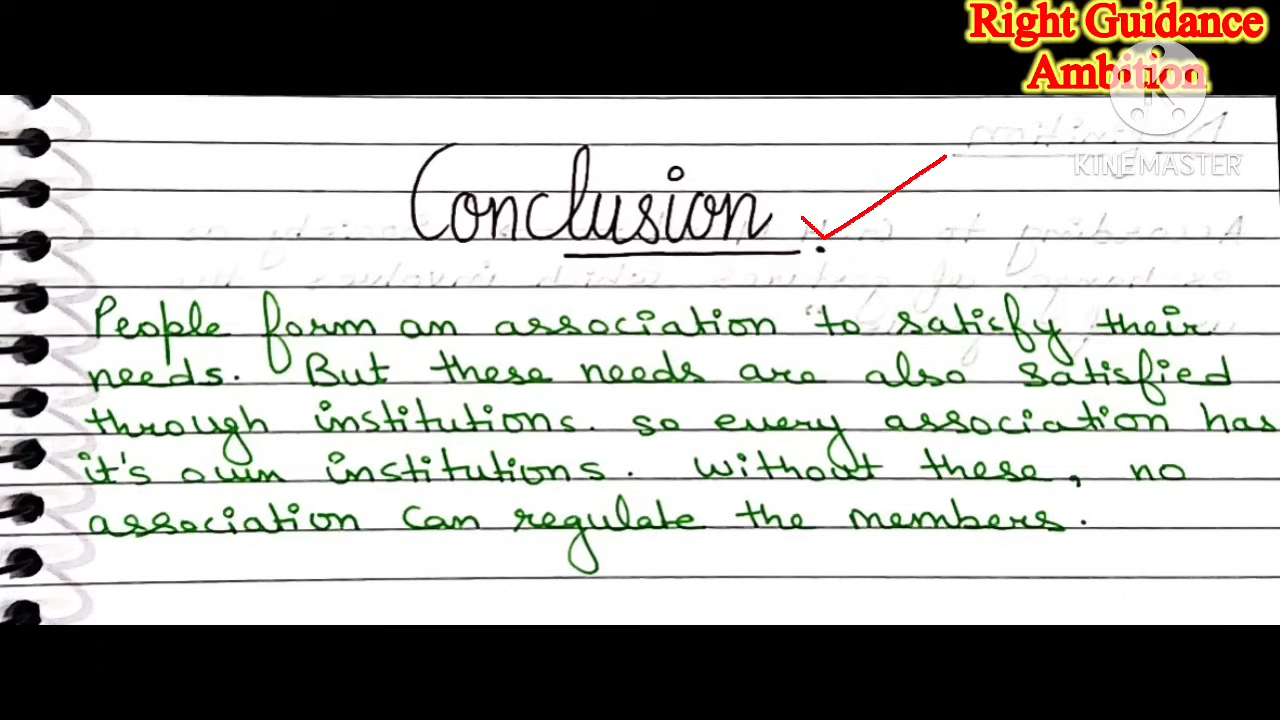 Right Guidance
Ambition
KINEMASTER
Conclusion.
People form an association to satisfy their
needs. But these needs are also satisfied
through institutions. so every association has
it's own institutions. Without these, no
association can regulate the members.